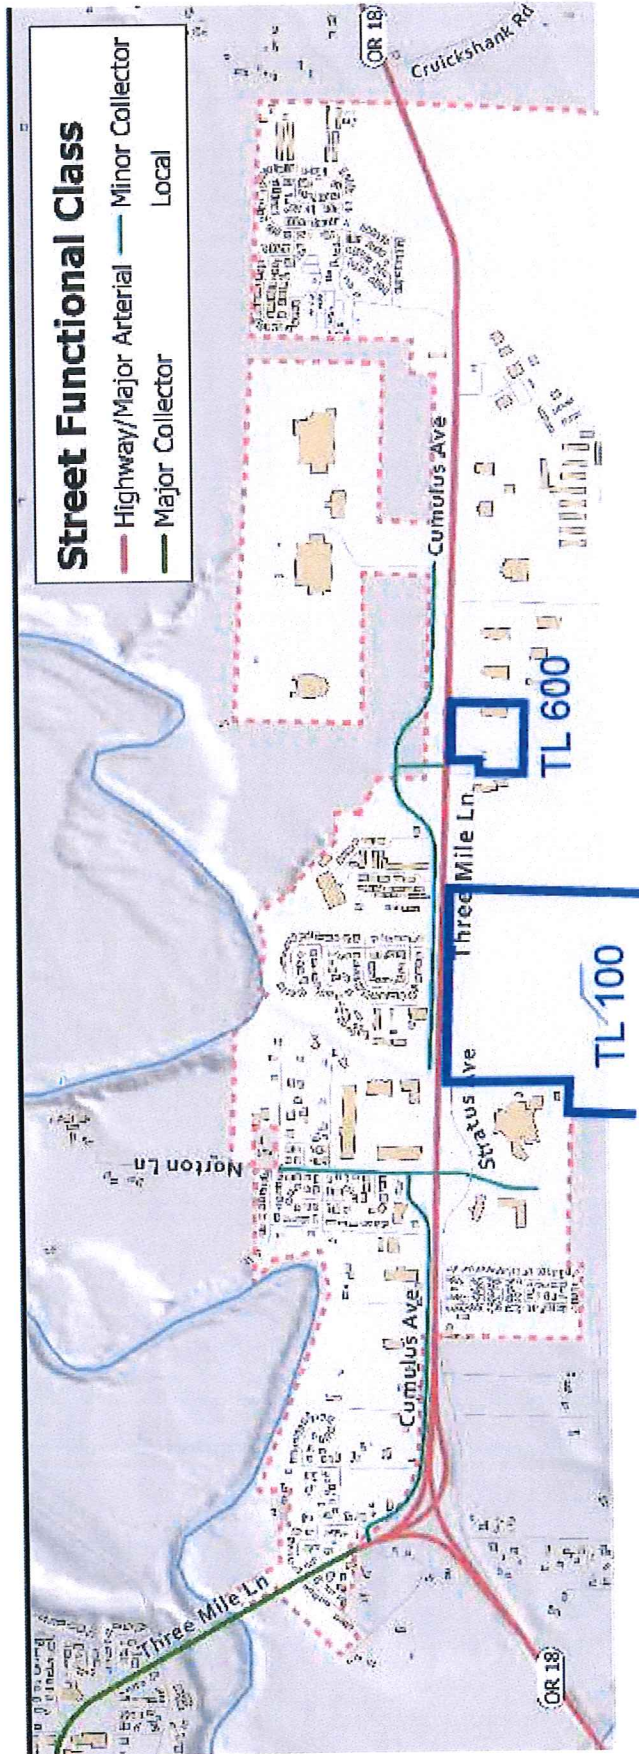 Street Functional Class
Highway/Major Arterial
Minor Collector
Major Collector
Local
OR 18
Cruickshank Rd
Cumulus Ave
TL 600
Three Mile Ln
TL 100
Stratus Ave
Norton Ln
Cumulus Ave
Three Mile Ln
OR 18